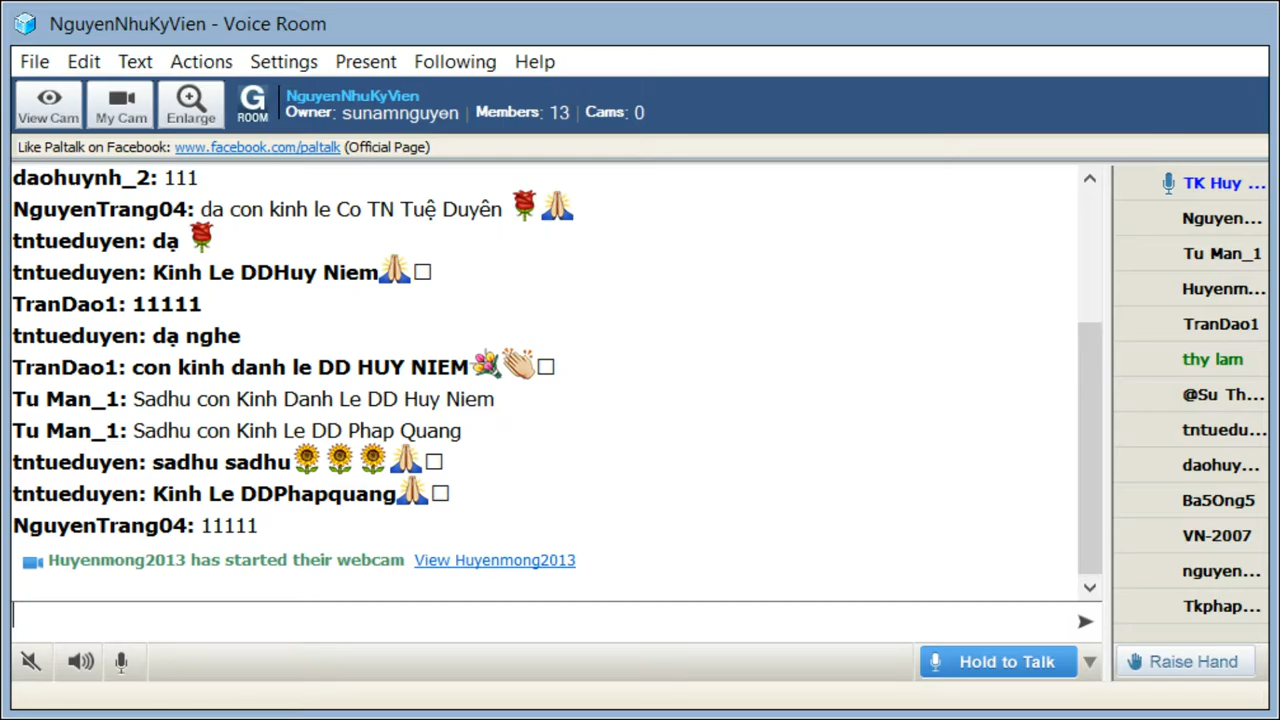 NguyenNhuKyVien - Voice Room
File Edit Text Actions Settings Present Following Help
View Cam My Cam Enlarge G ROOM NguyenNhuKyVien
Owner: sunamnguyen | Members: 13 | Cams: 0
Like Paltalk on Facebook: www.facebook.com/paltalk (Official Page)
daohuynh_2: 111
NguyenTrang04: da con kinh le Co TN Tuệ Duyên 🌹🙏
tntueduyen: dạ 🌹
tntueduyen: Kinh Le DDHuy Niem🙏□
TranDao1: 11111
tntueduyen: dạ nghe
TranDao1: con kinh danh le DD HUY NIEM💐👏□
Tu Man_1: Sadhu con Kinh Danh Le DD Huy Niem
Tu Man_1: Sadhu con Kinh Le DD Phap Quang
tntueduyen: sadhu sadhu🌻🌻🌻🙏□
tntueduyen: Kinh Le DDPhapquang🙏□
NguyenTrang04: 11111
Huyenmong2013 has started their webcam View Huyenmong2013
TK Huy ...
Nguyen...
Tu Man_1
Huyenm...
TranDao1
thy lam
@Su Th...
tntuedu...
daohuy...
Ba5Ong5
VN-2007
nguyen...
Tkphap...
Hold to Talk
Raise Hand